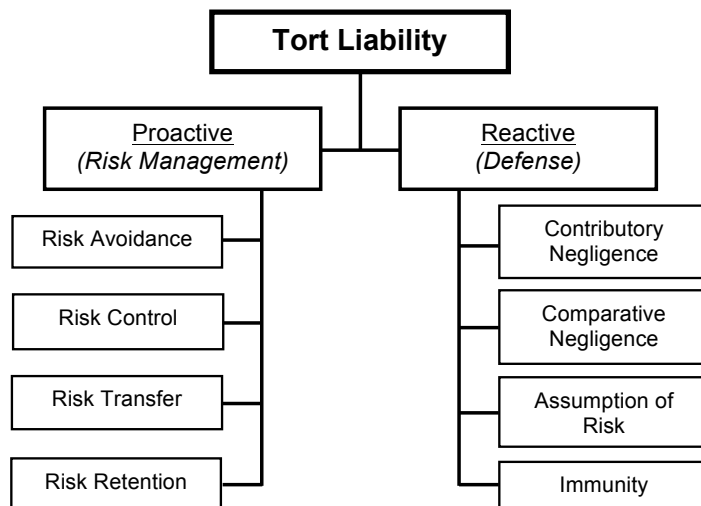 Tort Liability
Proactive
(Risk Management)
Reactive
(Defense)
Risk Avoidance
Risk Control
Risk Transfer
Risk Retention
Contributory
Negligence
Comparative
Negligence
Assumption of
Risk
Immunity